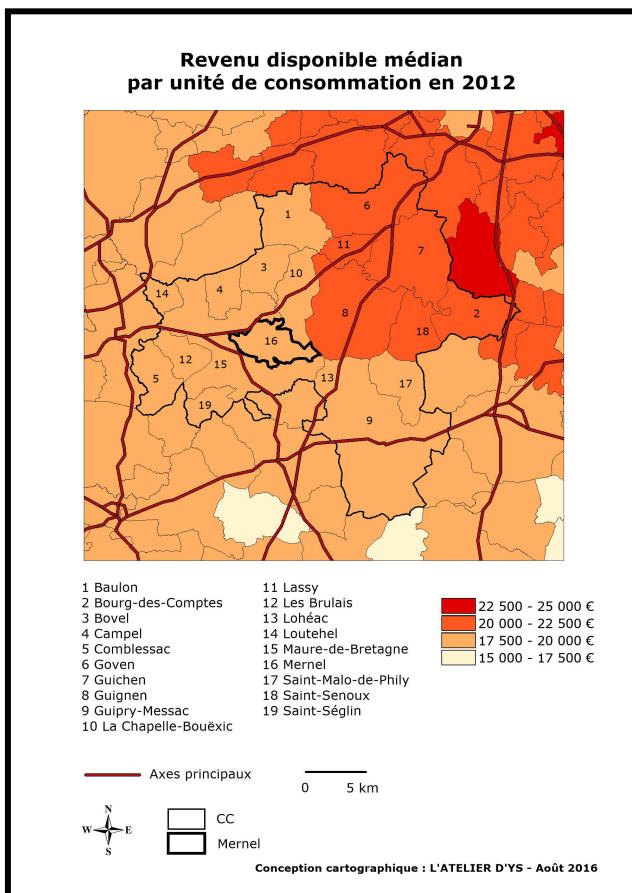 Revenu disponible médian
par unité de consommation en 2012
1
6
7
11
3
10
14
4
8
2
18
16
12
15
5
13
17
19
9
1 Baulon
2 Bourg-des-Comptes
3 Bovel
4 Campel
5 Comblessac
6 Goven
7 Guichen
8 Guignen
9 Guipry-Messac
10 La Chapelle-Bouëxic
11 Lassy
12 Les Brulais
13 Lohéac
14 Loutehel
15 Maure-de-Bretagne
16 Mernel
17 Saint-Malo-de-Phily
18 Saint-Senoux
19 Saint-Séglin
22 500 - 25 000 €
20 000 - 22 500 €
17 500 - 20 000 €
15 000 - 17 500 €
Axes principaux
0 5 km
N
W E
S
CC
Mernel
Conception cartographique : L'ATELIER D'YS - Août 2016